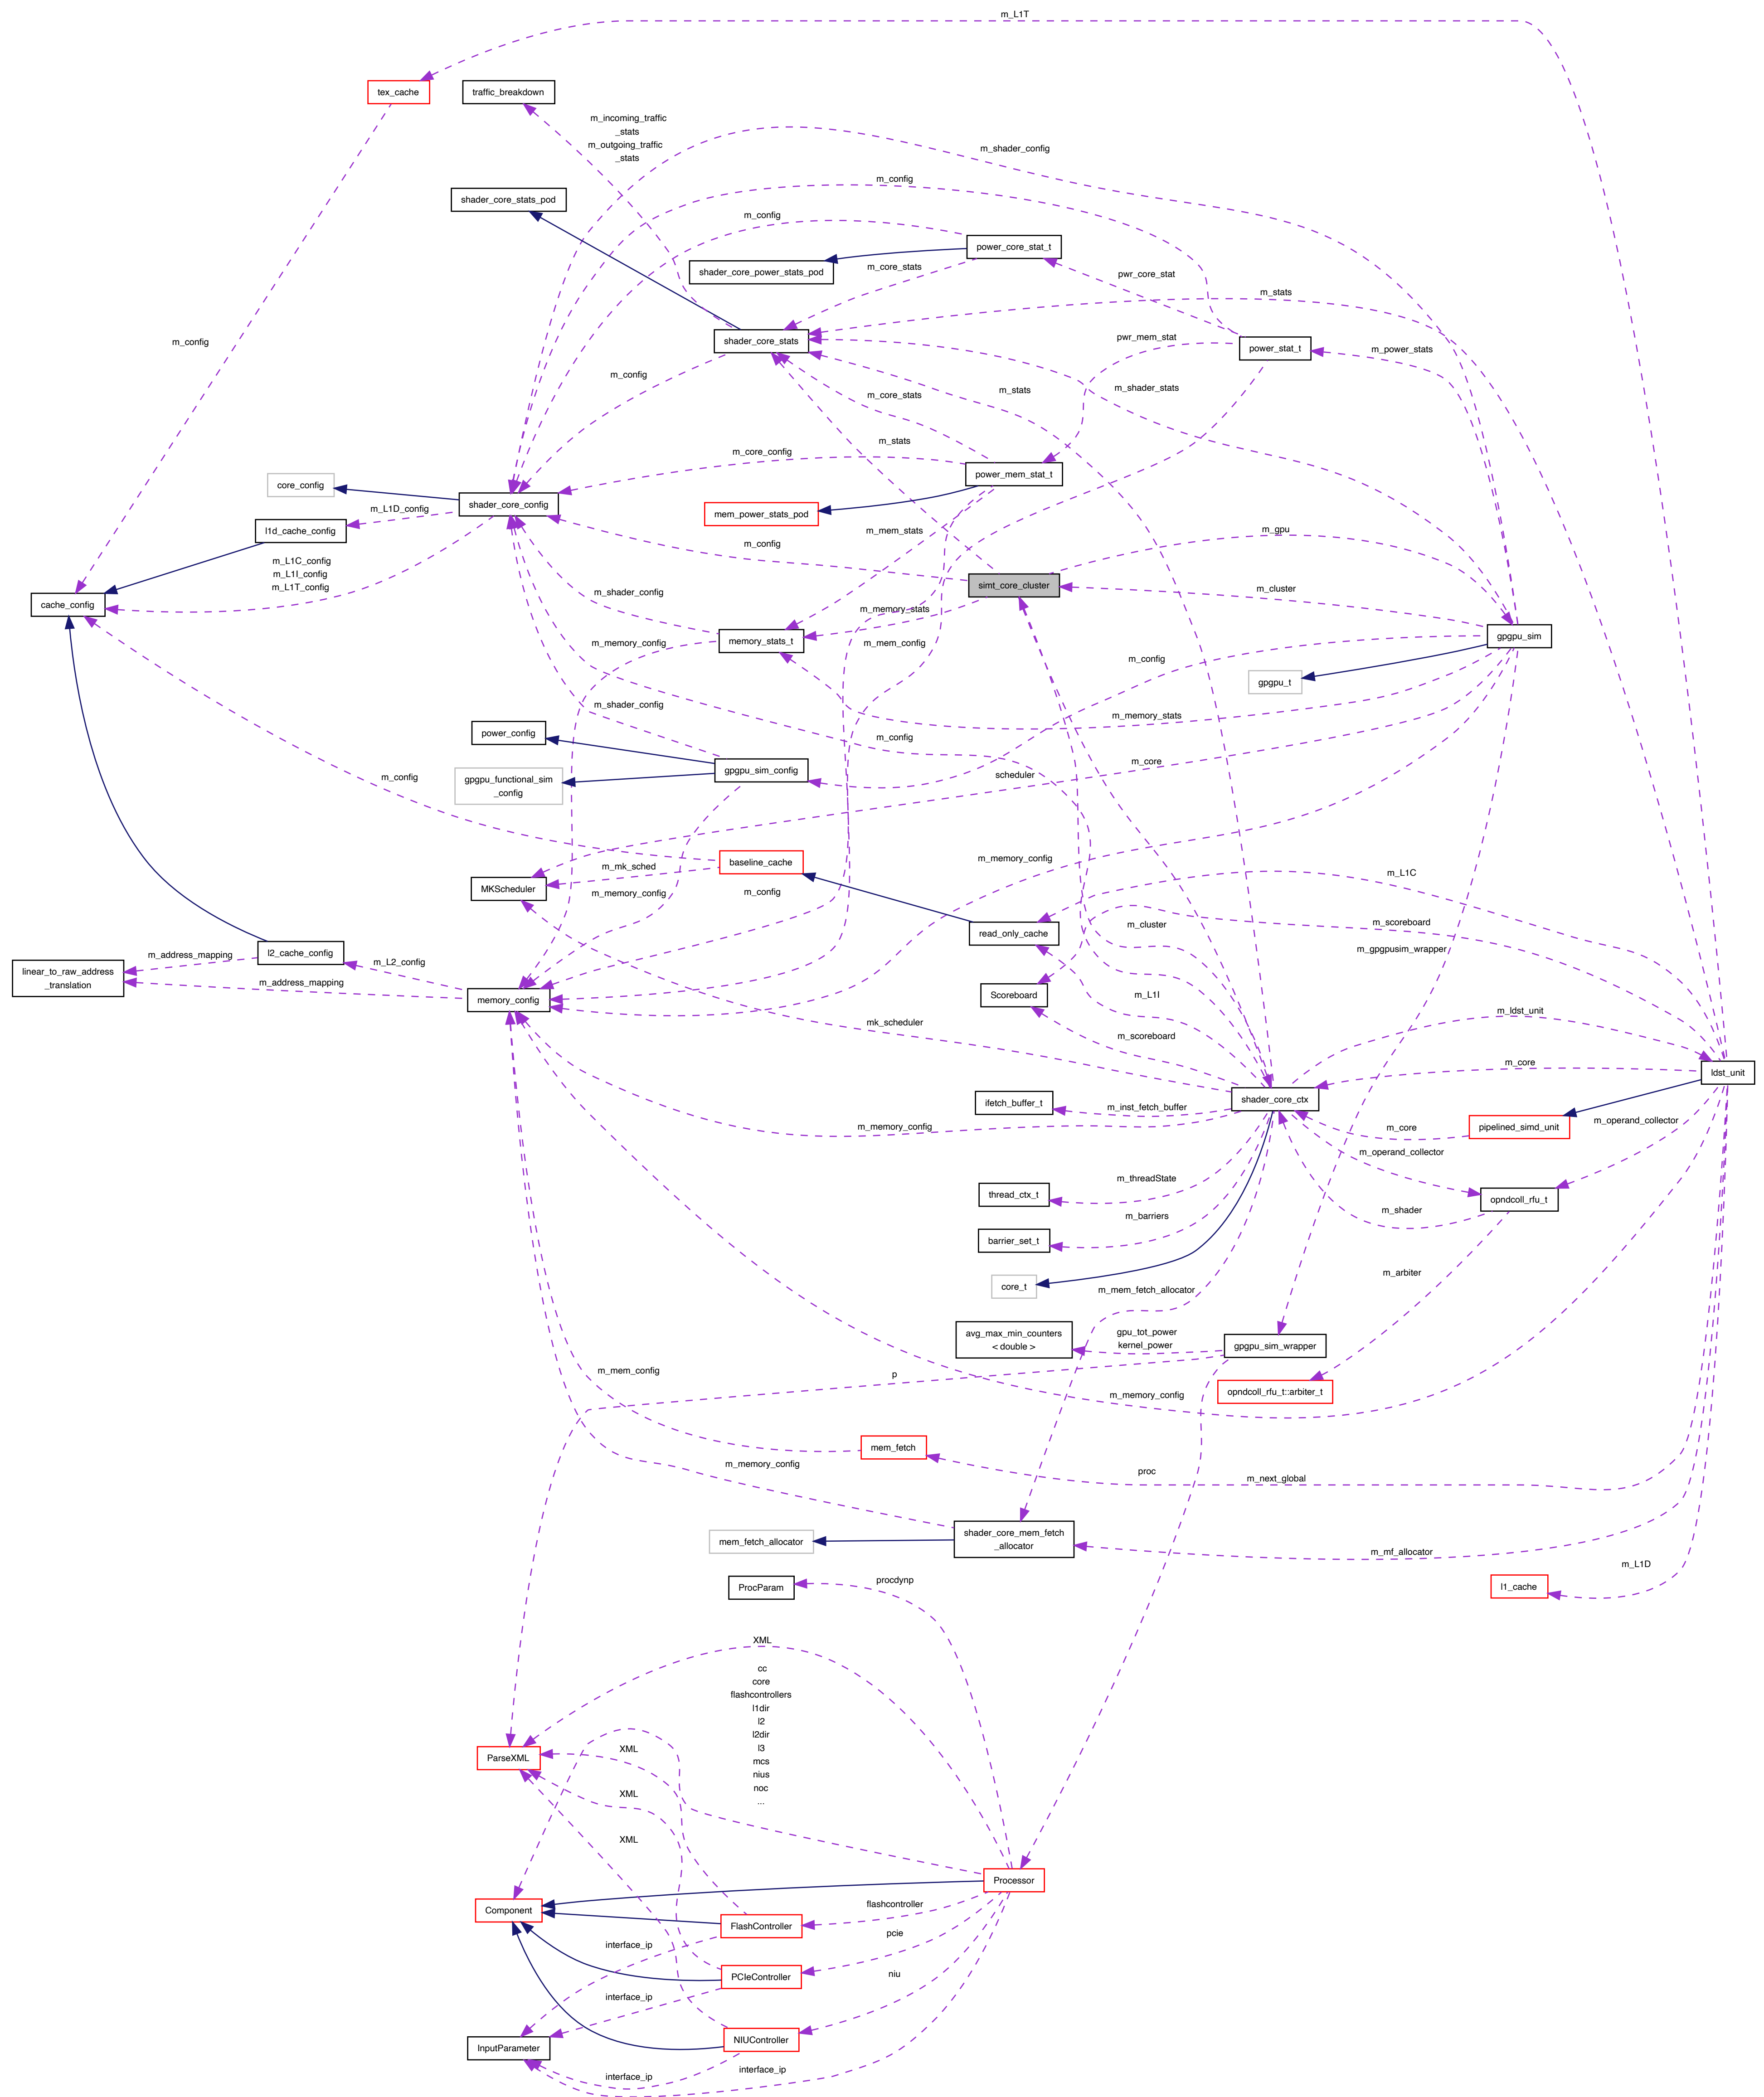 m_L1T
tex_cache
traffic_breakdown
m_incoming_traffic
_stats
m_outgoing_traffic
_stats
m_shader_config
m_config
shader_core_stats_pod
m_config
power_core_stat_t
m_core_stats
shader_core_power_stats_pod
pwr_core_stat
m_stats
m_config
shader_core_stats
pwr_mem_stat
power_stat_t
m_power_stats
m_config
m_core_stats
m_stats
m_shader_stats
m_stats
m_core_config
power_mem_stat_t
core_config
shader_core_config
m_L1D_config
mem_power_stats_pod
l1d_cache_config
m_mem_stats
m_gpu
m_config
m_L1C_config
m_L1I_config
m_L1T_config
simt_core_cluster
m_cluster
cache_config
m_shader_config
m_memory_stats
gpgpu_sim
memory_stats_t
m_memory_config
m_mem_config
m_config
gpgpu_t
m_shader_config
m_memory_stats
power_config
m_config
m_core
gpgpu_sim_config
scheduler
gpgpu_functional_sim
_config
m_config
baseline_cache
m_memory_config
m_mk_sched
m_L1C
MKScheduler
m_memory_config
m_config
m_cluster
m_scoreboard
read_only_cache
m_gpgpusim_wrapper
l2_cache_config
m_address_mapping
m_L2_config
linear_to_raw_address
_translation
m_address_mapping
memory_config
Scoreboard
m_L1I
m_ldst_unit
mk_scheduler
m_scoreboard
m_core
ldst_unit
shader_core_ctx
ifetch_buffer_t
m_inst_fetch_buffer
m_memory_config
m_core
pipelined_simd_unit
m_operand_collector
m_operand_collector
m_threadState
thread_ctx_t
opndcoll_rfu_t
m_barriers
m_shader
barrier_set_t
m_arbiter
core_t
m_mem_fetch_allocator
avg_max_min_counters
< double >
gpu_tot_power
kernel_power
gpgpu_sim_wrapper
m_mem_config
p
m_memory_config
opndcoll_rfu_t::arbiter_t
mem_fetch
m_memory_config
proc
m_next_global
shader_core_mem_fetch
_allocator
mem_fetch_allocator
m_mf_allocator
m_L1D
ProcParam
procdynp
l1_cache
XML
cc
core
flashcontrollers
l1dir
l2
l2dir
l3
mcs
nius
noc
...
XML
ParseXML
XML
XML
Processor
Component
flashcontroller
FlashController
pcie
interface_ip
PCIeController
niu
interface_ip
NIUController
InputParameter
interface_ip
interface_ip